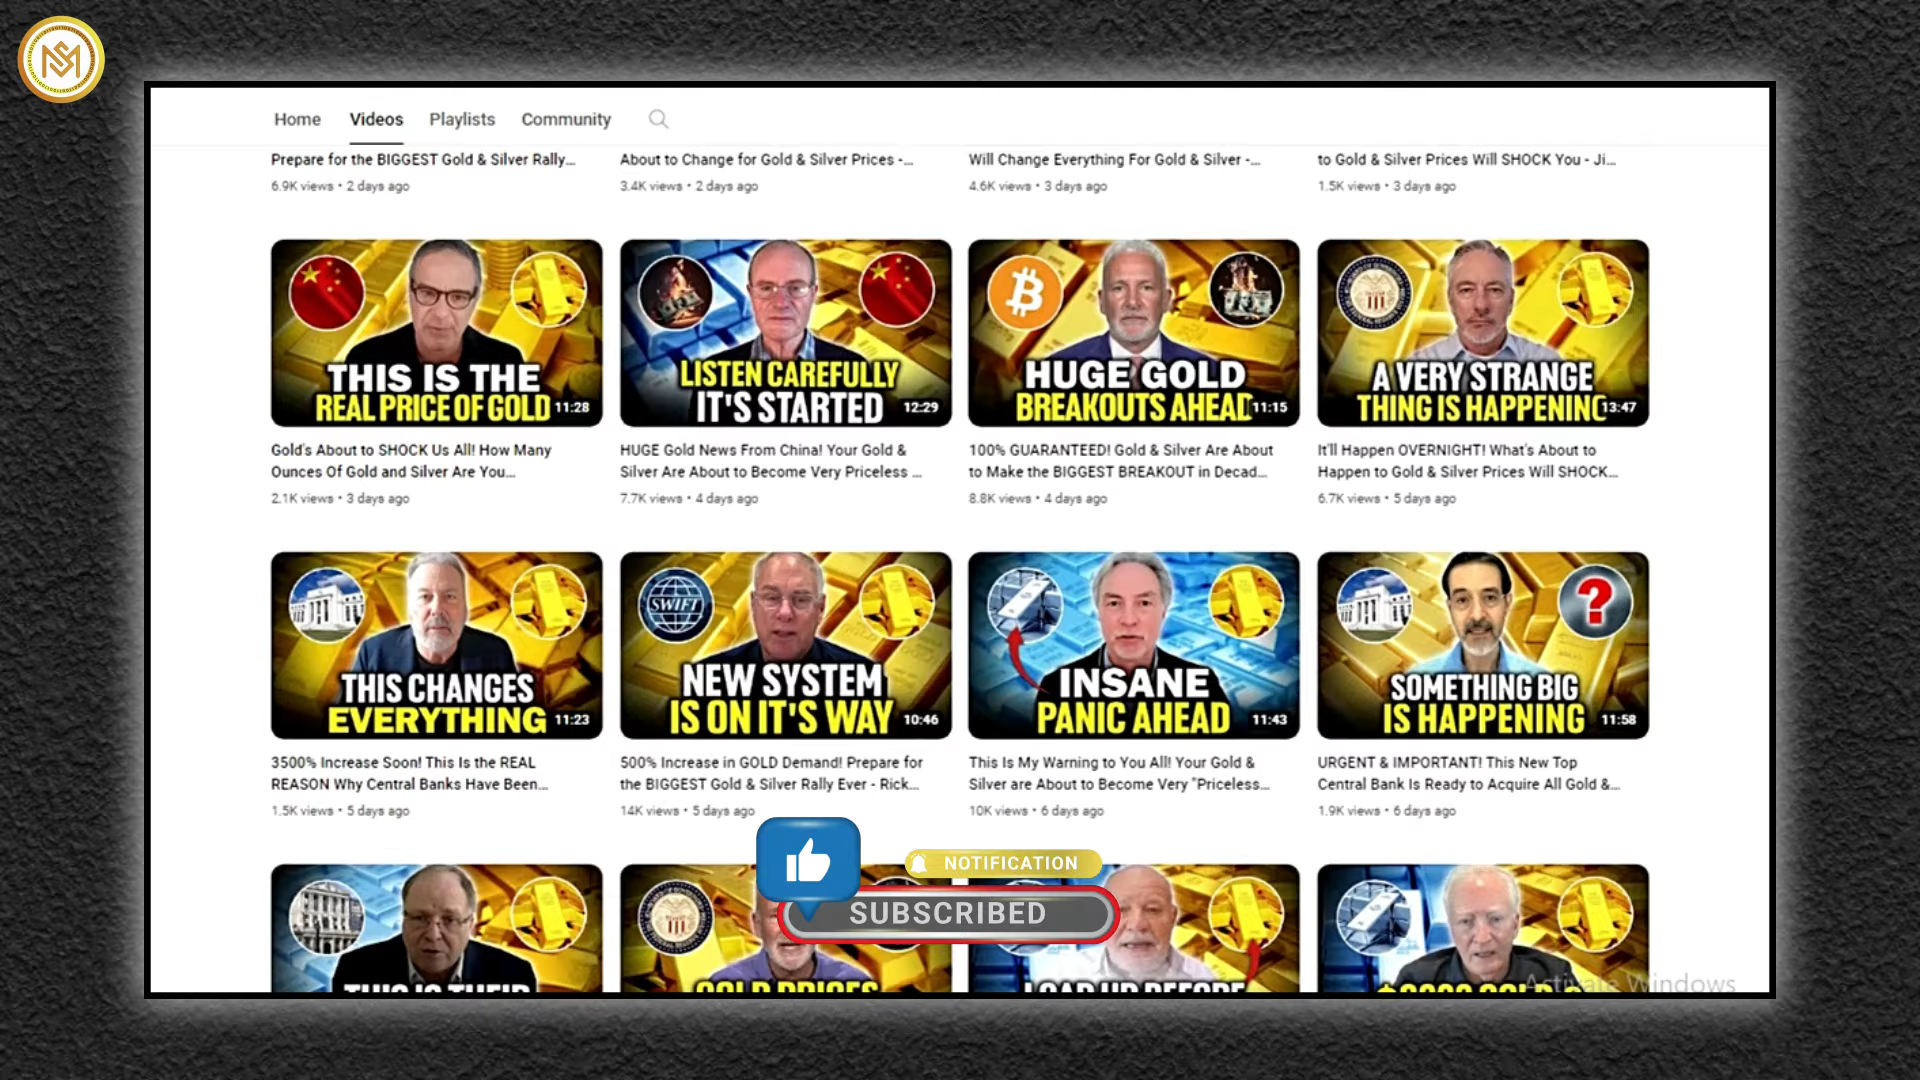 Home Videos Playlists Community
Prepare for the BIGGEST Gold & Silver Rally...
6.9K views • 2 days ago
About to Change for Gold & Silver Prices -...
3.4K views • 2 days ago
Will Change Everything For Gold & Silver -...
4.6K views • 3 days ago
to Gold & Silver Prices Will SHOCK You - Ji...
1.5K views • 3 days ago
THIS IS THE
REAL PRICE OF GOLD
11:28
Gold's About to SHOCK Us All! How Many
Ounces Of Gold and Silver Are You...
2.1K views • 3 days ago
LISTEN CAREFULLY
IT'S STARTED
12:29
HUGE Gold News From China! Your Gold &
Silver Are About to Become Very Priceless ...
7.7K views • 4 days ago
HUGE GOLD
BREAKOUTS AHEAD
11:15
100% GUARANTEED! Gold & Silver Are About
to Make the BIGGEST BREAKOUT in Decad...
8.8K views • 4 days ago
A VERY STRANGE
THING IS HAPPENING
13:47
It'll Happen OVERNIGHT! What's About to
Happen to Gold & Silver Prices Will SHOCK...
6.7K views • 5 days ago
THIS CHANGES
EVERYTHING
11:23
3500% Increase Soon! This Is the REAL
REASON Why Central Banks Have Been...
1.5K views • 5 days ago
SWIFT
NEW SYSTEM
IS ON IT'S WAY
10:46
500% Increase in GOLD Demand! Prepare for
the BIGGEST Gold & Silver Rally Ever - Rick...
14K views • 5 days ago
INSANE
PANIC AHEAD
11:43
This Is My Warning to You All! Your Gold &
Silver are About to Become Very "Priceless...
10K views • 6 days ago
?
SOMETHING BIG
IS HAPPENING
11:58
URGENT & IMPORTANT! This New Top
Central Bank Is Ready to Acquire All Gold &...
1.9K views • 6 days ago
NOTIFICATION
SUBSCRIBED
THIS IS THEIR
GOLD PRICES
LOAD UP BEFORE
Activate Windows